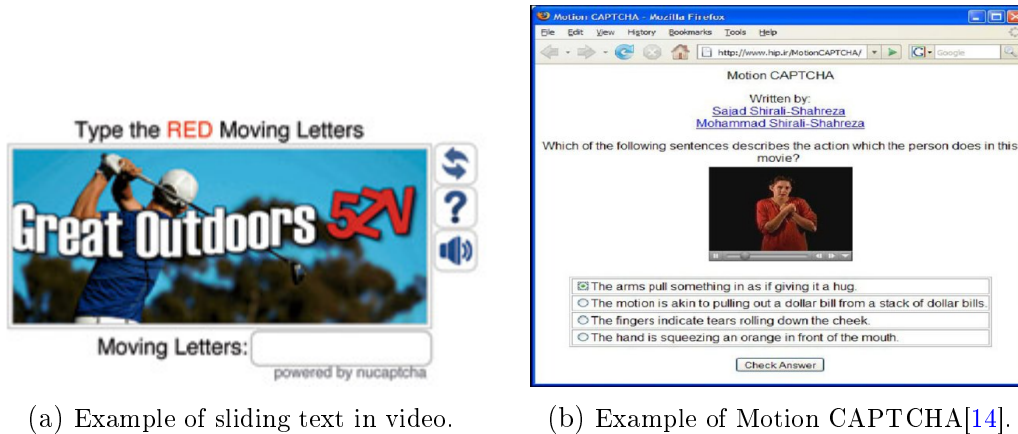 Type the RED Moving Letters
Great Outdoors 5ZV
?
Moving Letters:
powered by nucaptcha
(a) Example of sliding text in video.
Motion CAPTCHA - Mozilla Firefox
File Edit View History Bookmarks Tools Help
http://www.hip.ir/MotionCAPTCHA/ G Google
Motion CAPTCHA
Written by:
Sajad Shirali-Shahreza
Mohammad Shirali-Shahreza
Which of the following sentences describes the action which the person does in this
movie?
The arms pull something in as if giving it a hug.
The motion is akin to pulling out a dollar bill from a stack of dollar bills.
The fingers indicate tears rolling down the cheek.
The hand is squeezing an orange in front of the mouth.
Check Answer
(b) Example of Motion CAPTCHA[14].